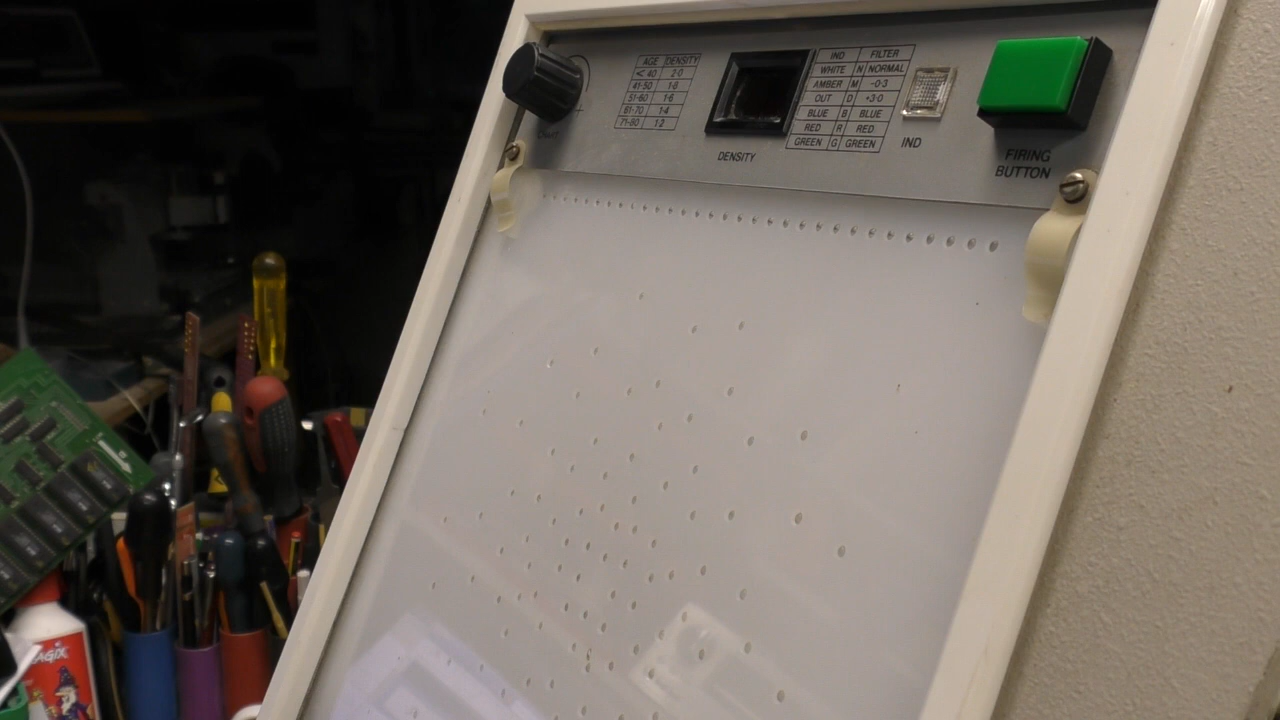 AGE DENSITY
< 40 2·0
41-50 1·8
51-60 1·6
61-70 1·4
71-80 1·2
DENSITY
IND FILTER
WHITE N NORMAL
AMBER M -0·3
OUT D +3·0
BLUE B BLUE
RED R RED
GREEN G GREEN
IND
FIRING
BUTTON